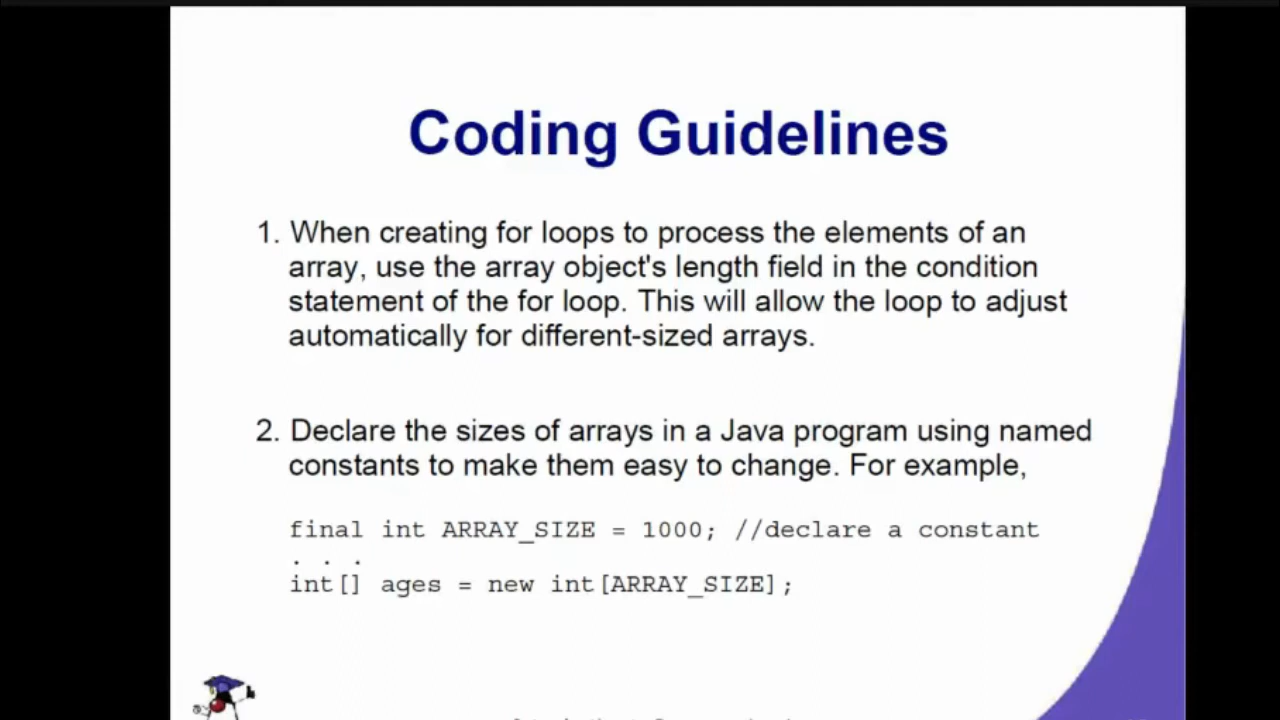 Coding Guidelines
1. When creating for loops to process the elements of an
array, use the array object's length field in the condition
statement of the for loop. This will allow the loop to adjust
automatically for different-sized arrays.
2. Declare the sizes of arrays in a Java program using named
constants to make them easy to change. For example,
final int ARRAY_SIZE = 1000; //declare a constant
. . .
int[] ages = new int[ARRAY_SIZE];